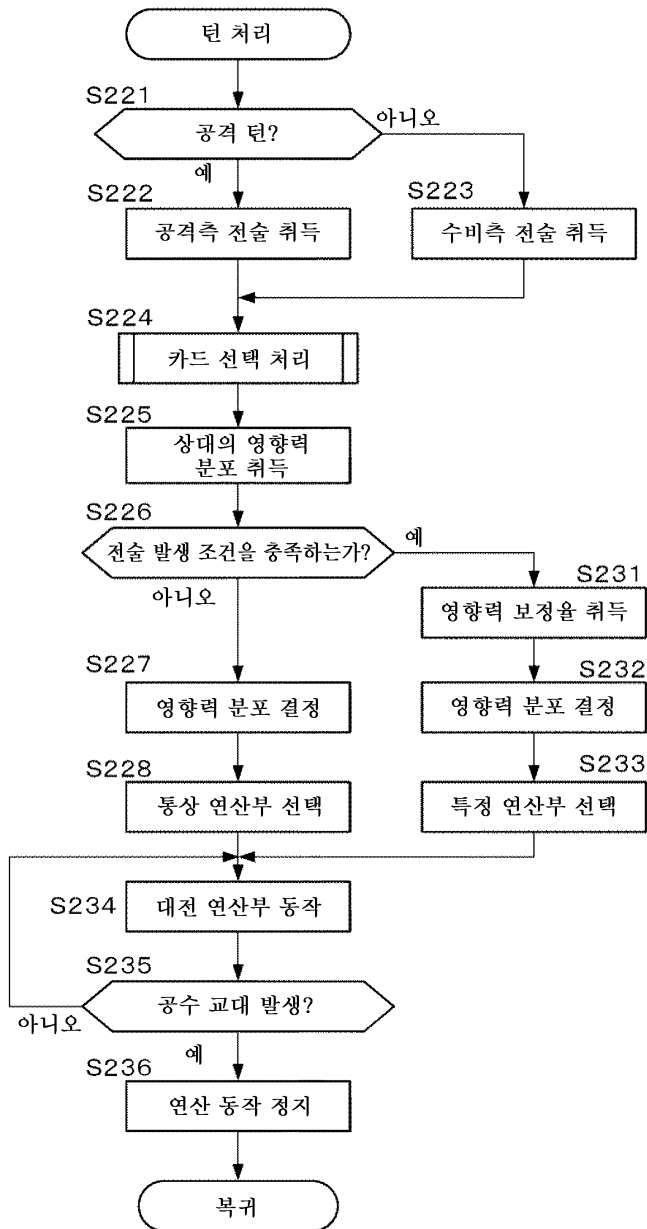 턴 처리
S221
공격 턴?
아니오
예
S222
공격측 전술 취득
S223
수비측 전술 취득
S224
카드 선택 처리
S225
상대의 영향력
분포 취득
S226
전술 발생 조건을 충족하는가?
예
아니오
S231
영향력 보정율 취득
S227
영향력 분포 결정
S232
영향력 분포 결정
S228
통상 연산부 선택
S233
특정 연산부 선택
S234
대전 연산부 동작
S235
공수 교대 발생?
아니오
예
S236
연산 동작 정지
복귀